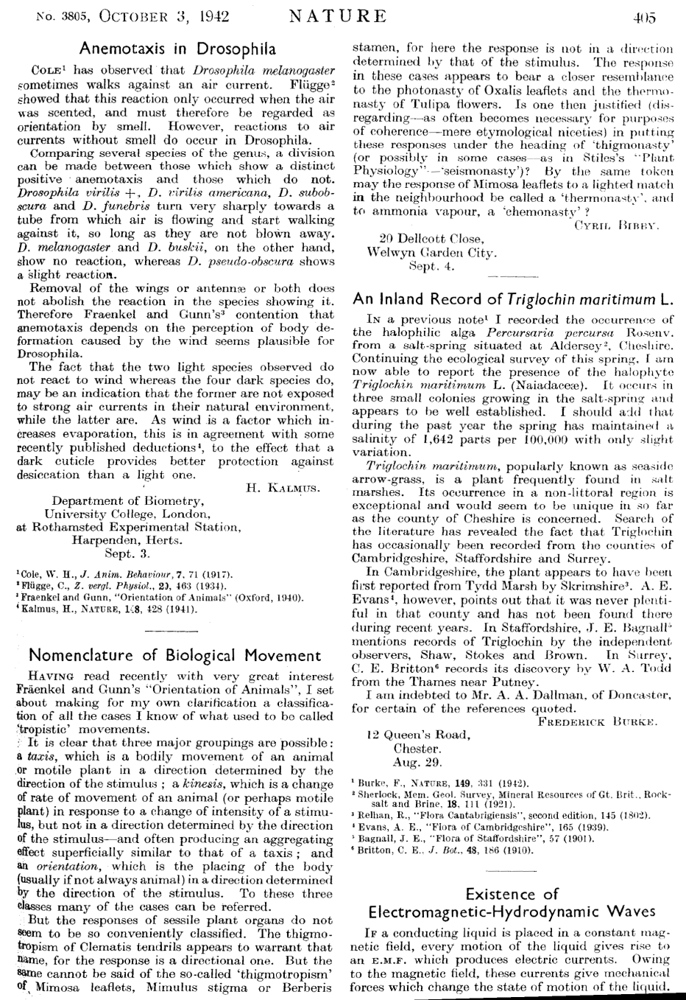 No. 3805, OCTOBER 3, 1942
NATURE
405
Anemotaxis in Drosophila
COLE¹ has observed that Drosophila melanogaster
sometimes walks against an air current. Flügge²
showed that this reaction only occurred when the air
was scented, and must therefore be regarded as
orientation by smell. However, reactions to air
currents without smell do occur in Drosophila.
Comparing several species of the genus, a division
can be made between those which show a distinct
positive anemotaxis and those which do not.
Drosophila virilis +, D. virilis americana, D. subob-
scura and D. funebris turn very sharply towards a
tube from which air is flowing and start walking
against it, so long as they are not blown away.
D. melanogaster and D. buskii, on the other hand,
show no reaction, whereas D. pseudo-obscura shows
a slight reaction.
Removal of the wings or antennæ or both does
not abolish the reaction in the species showing it.
Therefore Fraenkel and Gunn's³ contention that
anemotaxis depends on the perception of body de-
formation caused by the wind seems plausible for
Drosophila.
The fact that the two light species observed do
not react to wind whereas the four dark species do,
may be an indication that the former are not exposed
to strong air currents in their natural environment,
while the latter are. As wind is a factor which in-
creases evaporation, this is in agreement with some
recently published deductions⁴, to the effect that a
dark cuticle provides better protection against
desiccation than a light one.
H. KALMUS.
Department of Biometry,
University College, London,
at Rothamsted Experimental Station,
Harpenden, Herts.
Sept. 3.
¹ Cole, W. H., J. Anim. Behaviour, 7, 71 (1917).
² Flügge, C., Z. vergl. Physiol., 20, 463 (1934).
³ Fraenkel and Gunn, "Orientation of Animals" (Oxford, 1940).
⁴ Kalmus, H., NATURE, 148, 428 (1941).
Nomenclature of Biological Movement
HAVING read recently with very great interest
Fräenkel and Gunn's "Orientation of Animals", I set
about making for my own clarification a classifica-
tion of all the cases I know of what used to be called
'tropistic' movements.
It is clear that three major groupings are possible:
a taxis, which is a bodily movement of an animal
or motile plant in a direction determined by the
direction of the stimulus; a kinesis, which is a change
of rate of movement of an animal (or perhaps motile
plant) in response to a change of intensity of a stimu-
lus, but not in a direction determined by the direction
of the stimulus—and often producing an aggregating
effect superficially similar to that of a taxis; and
an orientation, which is the placing of the body
(usually if not always animal) in a direction determined
by the direction of the stimulus. To these three
classes many of the cases can be referred.
But the responses of sessile plant organs do not
seem to be so conveniently classified. The thigmo-
tropism of Clematis tendrils appears to warrant that
name, for the response is a directional one. But the
same cannot be said of the so-called 'thigmotropism'
of Mimosa leaflets, Mimulus stigma or Berberis
stamen, for here the response is not in a direction
determined by that of the stimulus. The response
in these cases appears to bear a closer resemblance
to the photonasty of Oxalis leaflets and the thermo-
nasty of Tulipa flowers. Is one then justified (dis-
regarding—as often becomes necessary for purposes
of coherence—mere etymological niceties) in putting
these responses under the heading of 'thigmonasty'
(or possibly in some cases—as in Stiles's "Plant
Physiology"—'seismonasty')? By the same token
may the response of Mimosa leaflets to a lighted match
in the neighbourhood be called a 'thermonasty', and
to ammonia vapour, a 'chemonasty'?
CYRIL BIBBY.
20 Dellcott Close,
Welwyn Garden City.
Sept. 4.
An Inland Record of Triglochin maritimum L.
IN a previous note¹ I recorded the occurrence of
the halophilic alga Percursaria percursa Rosenv.
from a salt-spring situated at Aldersey², Cheshire.
Continuing the ecological survey of this spring, I am
now able to report the presence of the halophyte
Triglochin maritimum L. (Naiadaceæ). It occurs in
three small colonies growing in the salt-spring and
appears to be well established. I should add that
during the past year the spring has maintained a
salinity of 1,642 parts per 100,000 with only slight
variation.
Triglochin maritimum, popularly known as seaside
arrow-grass, is a plant frequently found in salt
marshes. Its occurrence in a non-littoral region is
exceptional and would seem to be unique in so far
as the county of Cheshire is concerned. Search of
the literature has revealed the fact that Triglochin
has occasionally been recorded from the counties of
Cambridgeshire, Staffordshire and Surrey.
In Cambridgeshire, the plant appears to have been
first reported from Tydd Marsh by Skrimshire³. A. E.
Evans⁴, however, points out that it was never plenti-
ful in that county and has not been found there
during recent years. In Staffordshire, J. E. Bagnall⁵
mentions records of Triglochin by the independent
observers, Shaw, Stokes and Brown. In Surrey,
C. E. Britton⁶ records its discovery by W. A. Todd
from the Thames near Putney.
I am indebted to Mr. A. A. Dallman, of Doncaster,
for certain of the references quoted.
FREDERICK BURKE.
12 Queen's Road,
Chester.
Aug. 29.
¹ Burke, F., NATURE, 149, 331 (1942).
² Sherlock, Mem. Geol. Survey, Mineral Resources of Gt. Brit., Rock-
salt and Brine, 18, 111 (1921).
³ Relhan, R., "Flora Cantabrigiensis", second edition, 145 (1802).
⁴ Evans, A. E., "Flora of Cambridgeshire", 165 (1939).
⁵ Bagnall, J. E., "Flora of Staffordshire", 57 (1901).
⁶ Britton, C. E., J. Bot., 48, 186 (1910).
Existence of
Electromagnetic-Hydrodynamic Waves
IF a conducting liquid is placed in a constant mag-
netic field, every motion of the liquid gives rise to
an E.M.F. which produces electric currents. Owing
to the magnetic field, these currents give mechanical
forces which change the state of motion of the liquid.